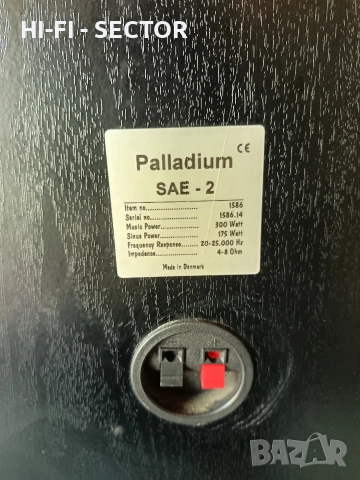 HI-FI - SECTOR
Palladium CE
SAE - 2
Item no. 1586
Serial no. 1586.14
Music Power. 300 Watt
Sinus Power. 175 Watt
Frequency Response. 20-25.000 Hz
Impedance. 4-8 Ohm
Made in Denmark
BAZAR